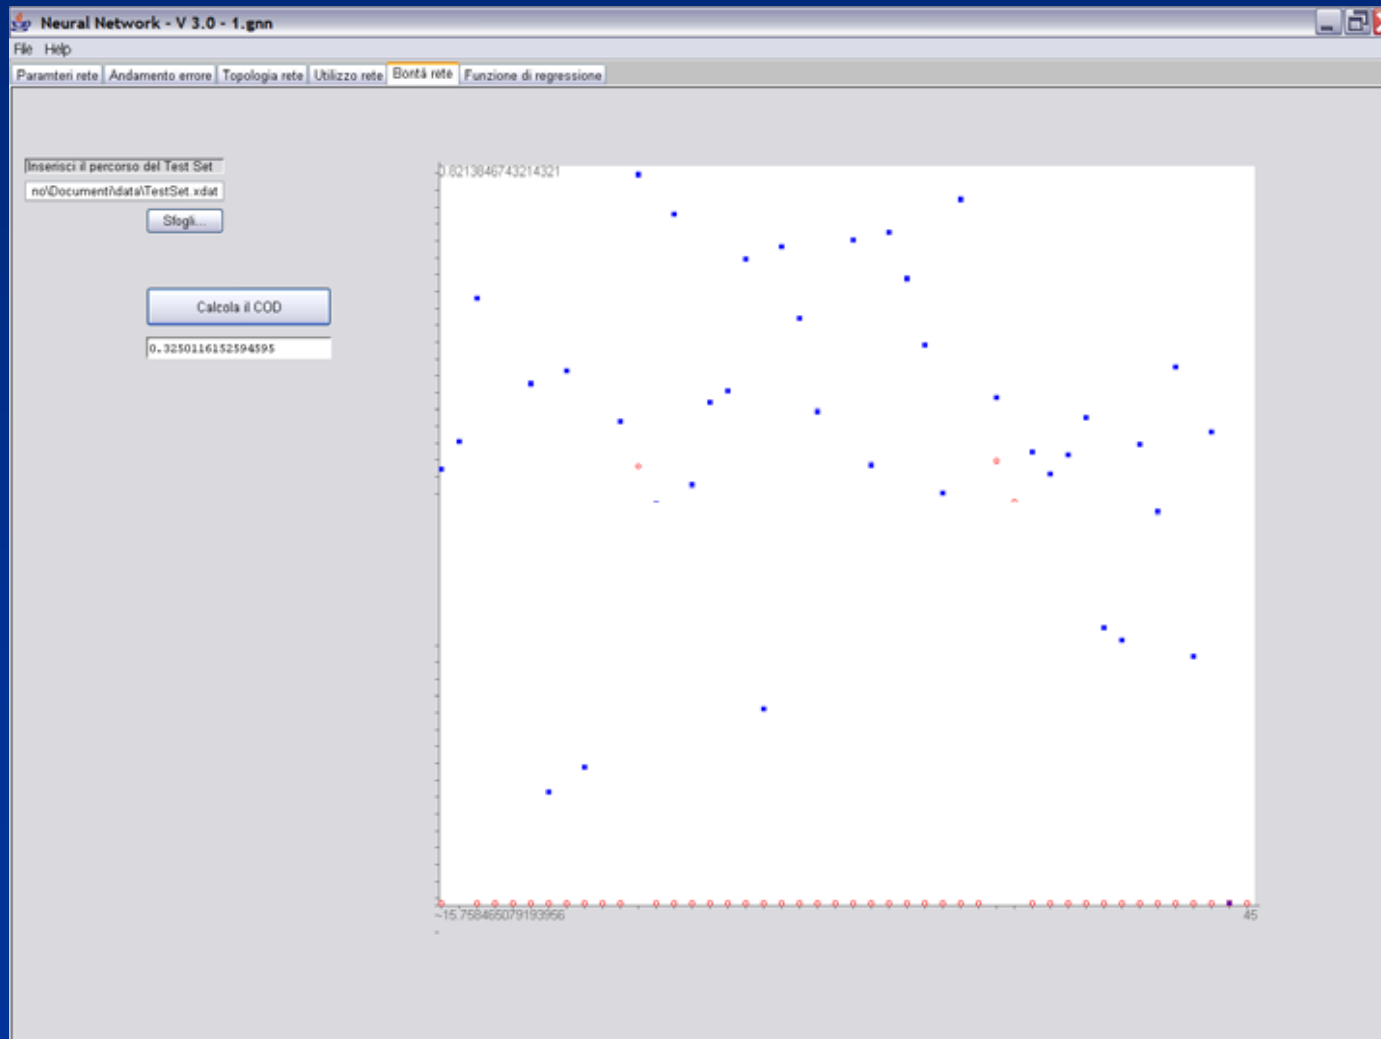 Neural Network - V 3.0 - 1.gnn
File Help
Paramteri rete Andamento errore Topologia rete Utilizzo rete Bontà rete Funzione di regressione
Inserisci il percorso del Test Set
no\Documenti\data\TestSet.xdat
Sfogli...
Calcola il COD
0.3250116152594595
0.8213846743214321
-15.758465079193956
45